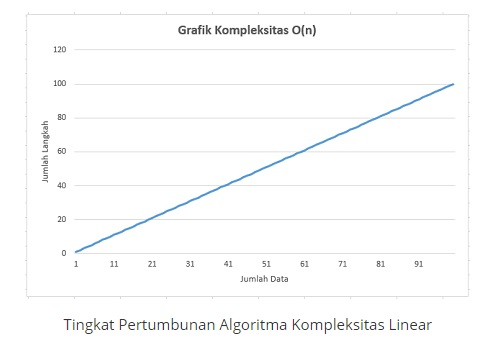 Grafik Kompleksitas O(n)
Jumlah Langkah
120
100
80
60
40
20
0
1 11 21 31 41 51 61 71 81 91
Jumlah Data
Tingkat Pertumbunan Algoritma Kompleksitas Linear